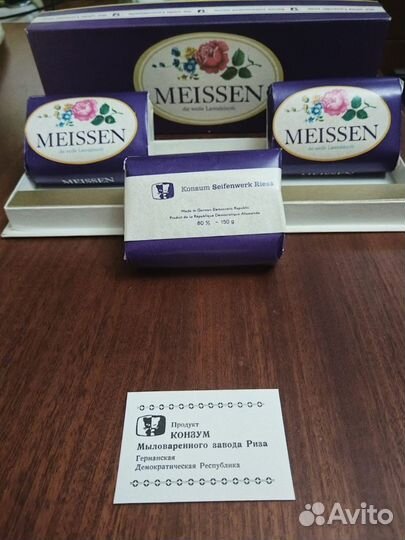 MEISSEN
MEISSEN
die weiße Lavendelseife
MEISSEN
MEISSEN
MEISSEN
Konsum Seifenwerk Riesa
Made in German Democratic Republic
Produit de la République Démocratique Allemande
80 % - 150 g
Продукт
КОНЗУМ
Мыловаренного завода Риза
Германская
Демократическая Республика
Avito